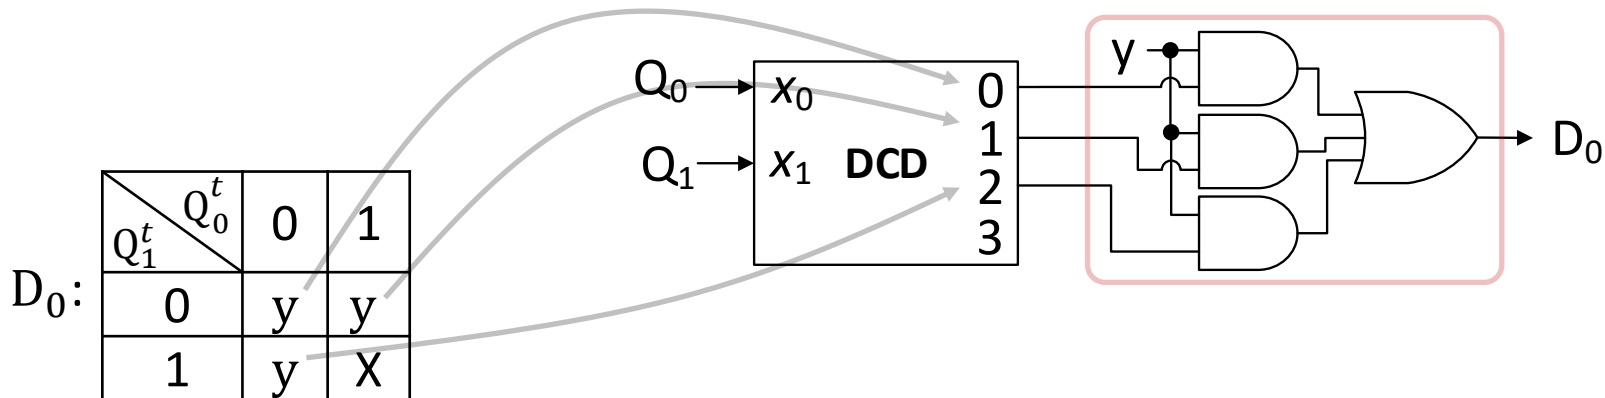 D₀:
Q₀ᵗ
Q₁ᵗ
0 1
0 y y
1 y X
Q₀
Q₁
x₀
x₁
DCD
0
1
2
3
y
D₀